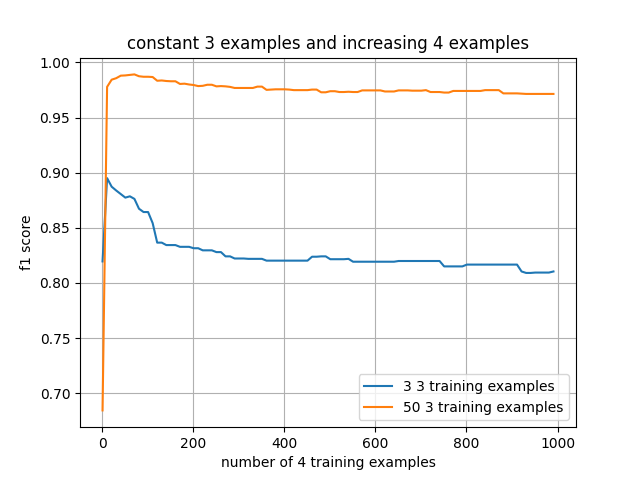 constant 3 examples and increasing 4 examples
1.00
0.95
0.90
0.85
0.80
0.75
0.70
f1 score
3 3 training examples
50 3 training examples
0
200
400
600
800
1000
number of 4 training examples